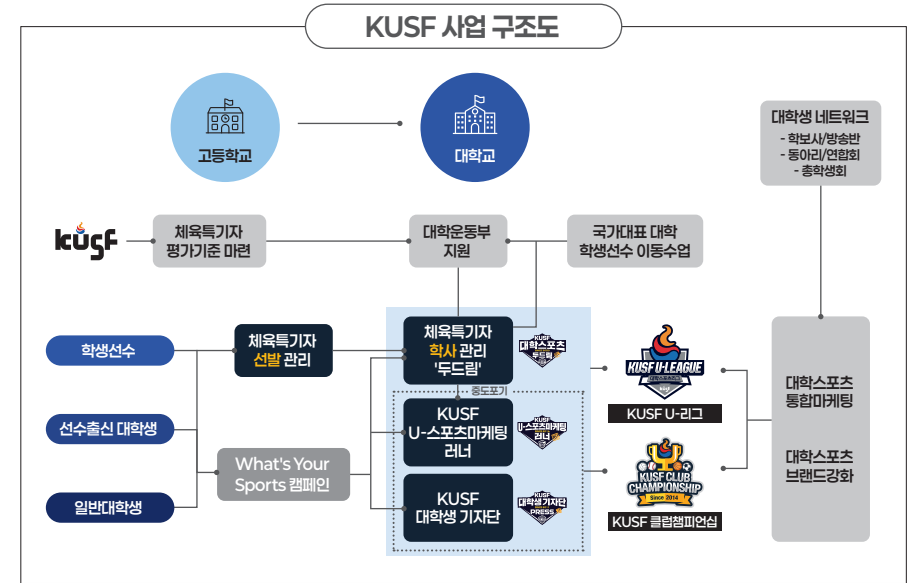 KUSF 사업 구조도
고등학교
대학교
대학생 네트워크
- 학보사/방송반
- 동아리/연합회
- 총학생회
kusf
체육특기자
평가기준 마련
대학운동부
지원
국가대표 대학
학생선수 이동수업
학생선수
체육특기자
선발 관리
체육특기자
학사 관리
'두드림'
KUSF
대학스포츠
두드림
KUSF U-LEAGUE
대학스포츠리그
KUSF U-리그
중도포기
선수출신 대학생
KUSF
U-스포츠마케팅
러너
KUSF
U-스포츠마케팅
러너
대학스포츠
통합마케팅
대학스포츠
브랜드강화
What's Your
Sports 캠페인
KUSF CLUB
CHAMPIONSHIP
Since 2014
KUSF 클럽챔피언십
일반대학생
KUSF
대학생 기자단
KUSF
대학생 기자단
PRESS